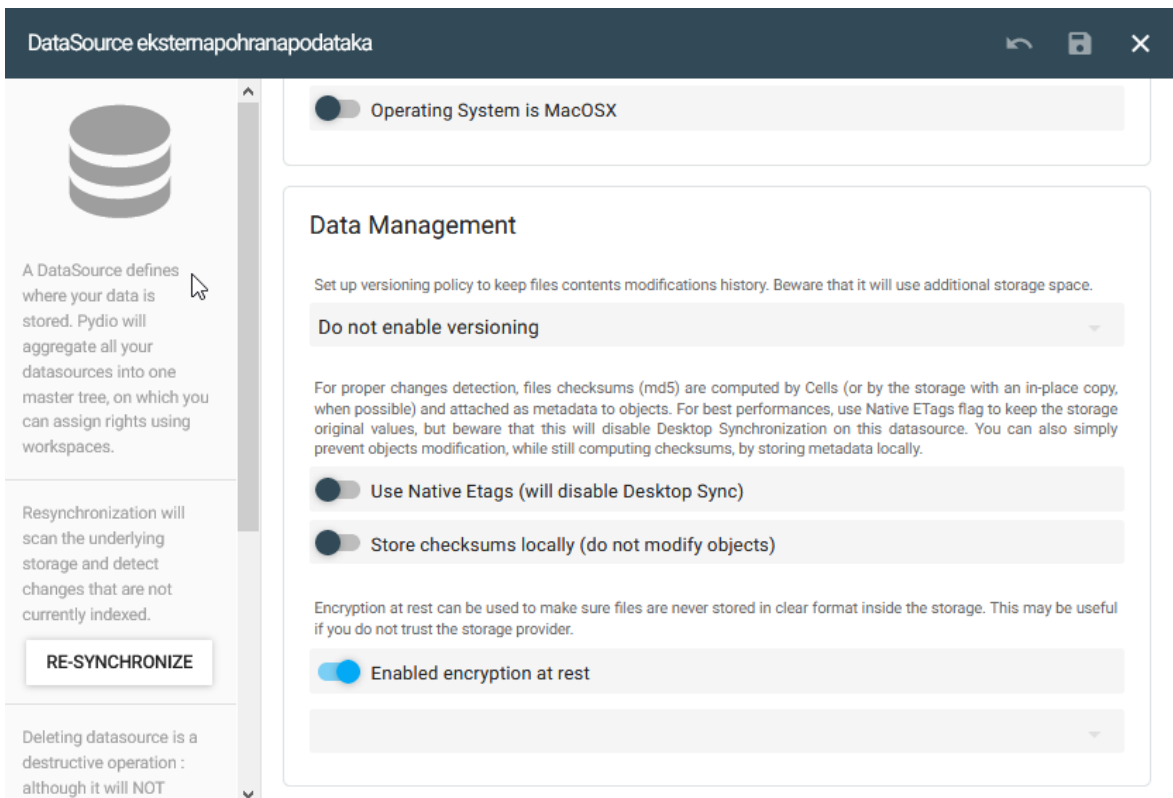 DataSource eksternapohranapodataka
A DataSource defines
where your data is
stored. Pydio will
aggregate all your
datasources into one
master tree, on which you
can assign rights using
workspaces.
Resynchronization will
scan the underlying
storage and detect
changes that are not
currently indexed.
RE-SYNCHRONIZE
Deleting datasource is a
destructive operation :
although it will NOT
Operating System is MacOSX
Data Management
Set up versioning policy to keep files contents modifications history. Beware that it will use additional storage space.
Do not enable versioning
For proper changes detection, files checksums (md5) are computed by Cells (or by the storage with an in-place copy,
when possible) and attached as metadata to objects. For best performances, use Native ETags flag to keep the storage
original values, but beware that this will disable Desktop Synchronization on this datasource. You can also simply
prevent objects modification, while still computing checksums, by storing metadata locally.
Use Native Etags (will disable Desktop Sync)
Store checksums locally (do not modify objects)
Encryption at rest can be used to make sure files are never stored in clear format inside the storage. This may be useful
if you do not trust the storage provider.
Enabled encryption at rest